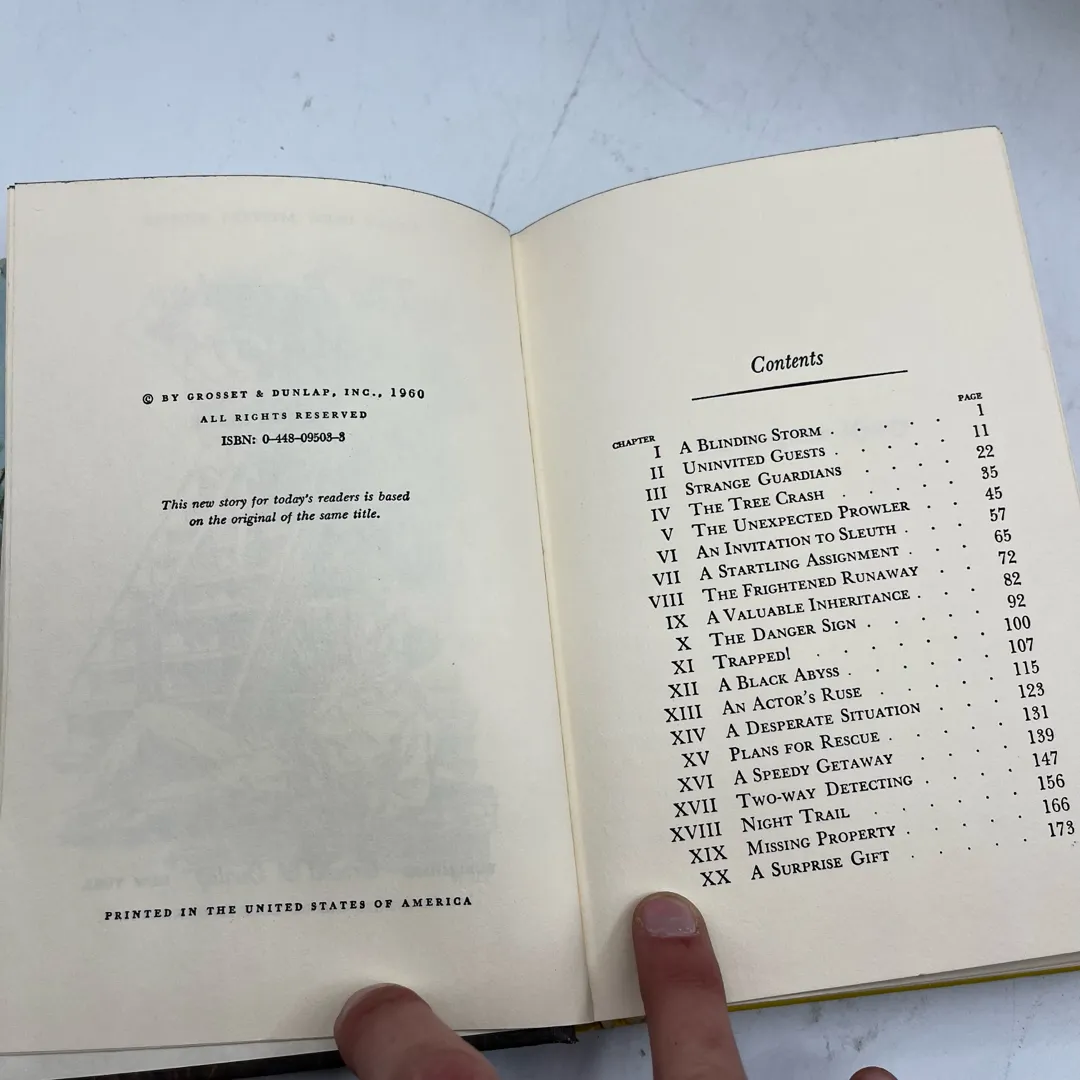 © BY GROSSET & DUNLAP, INC., 1960
ALL RIGHTS RESERVED
ISBN: 0-448-09503-8
This new story for today's readers is based
on the original of the same title.
PRINTED IN THE UNITED STATES OF AMERICA
Contents
CHAPTER PAGE
I A BLINDING STORM . . . . . . 1
II UNINVITED GUESTS . . . . . . 11
III STRANGE GUARDIANS . . . . . 22
IV THE TREE CRASH . . . . . 35
V THE UNEXPECTED PROWLER . . . 45
VI AN INVITATION TO SLEUTH . . . 57
VII A STARTLING ASSIGNMENT . . . 65
VIII THE FRIGHTENED RUNAWAY . . . 72
IX A VALUABLE INHERITANCE . . . 82
X THE DANGER SIGN . . . . . 92
XI TRAPPED! . . . . . . . 100
XII A BLACK ABYSS . . . . . . 107
XIII AN ACTOR'S RUSE . . . . . 115
XIV A DESPERATE SITUATION . . . 123
XV PLANS FOR RESCUE . . . . . 131
XVI A SPEEDY GETAWAY . . . . 139
XVII TWO-WAY DETECTING . . . . 147
XVIII NIGHT TRAIL . . . . . . 156
XIX MISSING PROPERTY . . . . . 166
XX A SURPRISE GIFT . . . . . 173